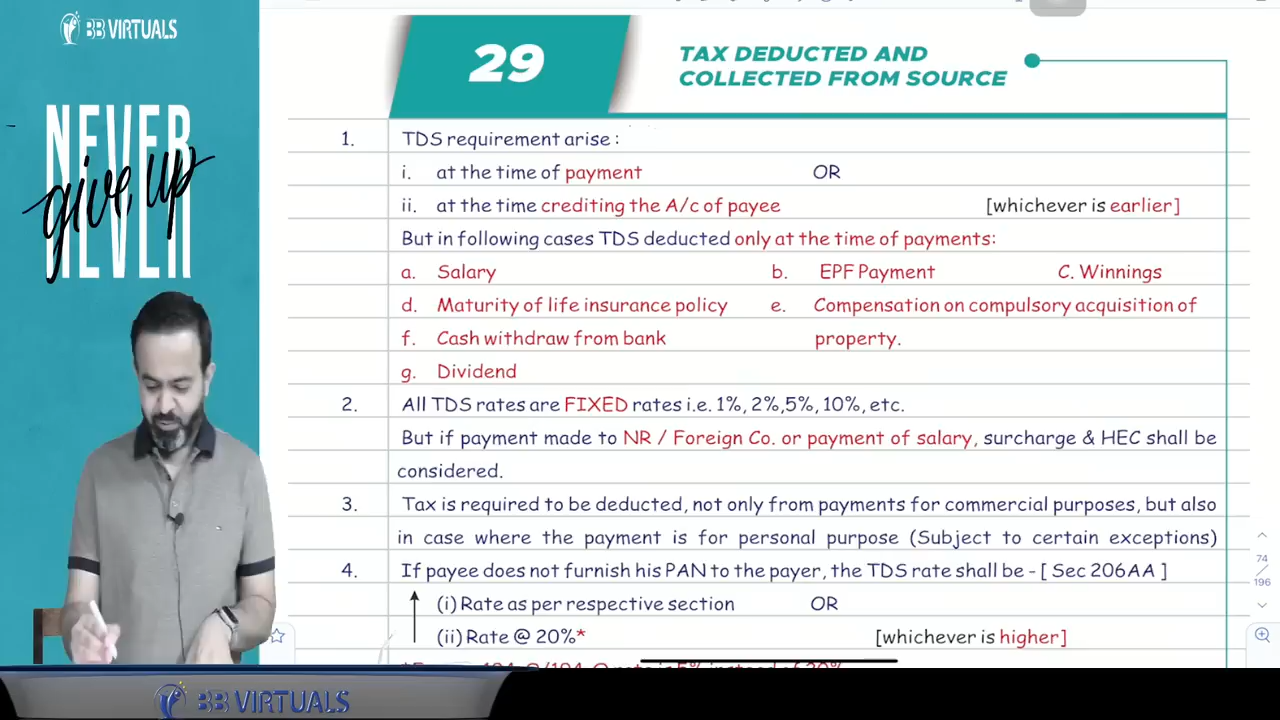 BB VIRTUALS
NEVER
give up
NEVER
29
TAX DEDUCTED AND
COLLECTED FROM SOURCE
1. TDS requirement arise :
i. at the time of payment OR
ii. at the time crediting the A/c of payee [whichever is earlier]
But in following cases TDS deducted only at the time of payments:
a. Salary b. EPF Payment C. Winnings
d. Maturity of life insurance policy e. Compensation on compulsory acquisition of
f. Cash withdraw from bank property.
g. Dividend
2. All TDS rates are FIXED rates i.e. 1%, 2%,5%, 10%, etc.
But if payment made to NR / Foreign Co. or payment of salary, surcharge & HEC shall be
considered.
3. Tax is required to be deducted, not only from payments for commercial purposes, but also
in case where the payment is for personal purpose (Subject to certain exceptions)
4. If payee does not furnish his PAN to the payer, the TDS rate shall be - [ Sec 206AA ]
(i) Rate as per respective section OR
(ii) Rate @ 20%* [whichever is higher]
74
/
196
BB VIRTUALS